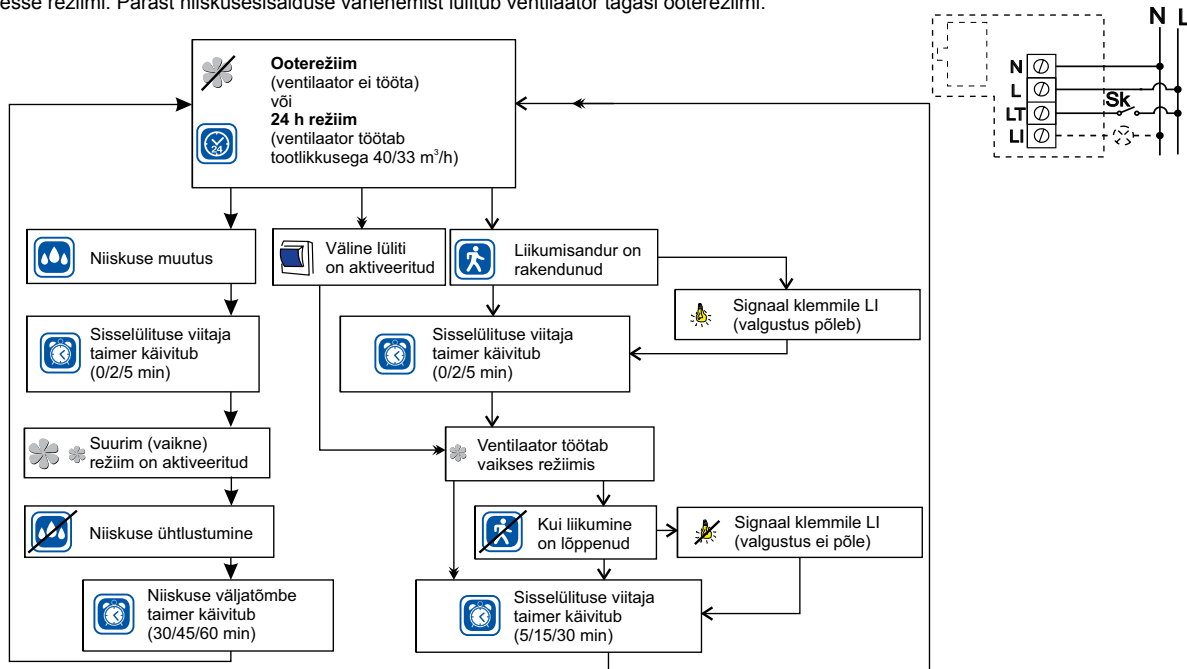 esse režiimi. Pärast niiskusesisalduse vähenemist lülitub ventilaator tagasi ooterežiimi.
N L
N
L
LT
LI
Sk
Ooterežiim
(ventilaator ei tööta)
või
24 h režiim
(ventilaator töötab
tootlikkusega 40/33 m³/h)
24
Niiskuse muutus
Väline lüliti
on aktiveeritud
Liikumisandur on
rakendunud
Signaal klemmile LI
(valgustus põleb)
Sisselülituse viitaja
taimer käivitub
(0/2/5 min)
Sisselülituse viitaja
taimer käivitub
(0/2/5 min)
Suurim (vaikne)
režiim on aktiveeritud
Ventilaator töötab
vaikses režiimis
Niiskuse ühtlustumine
Kui liikumine
on lõppenud
Signaal klemmile LI
(valgustus ei põle)
Niiskuse väljatõmbe
taimer käivitub
(30/45/60 min)
Sisselülituse viitaja
taimer käivitub
(5/15/30 min)